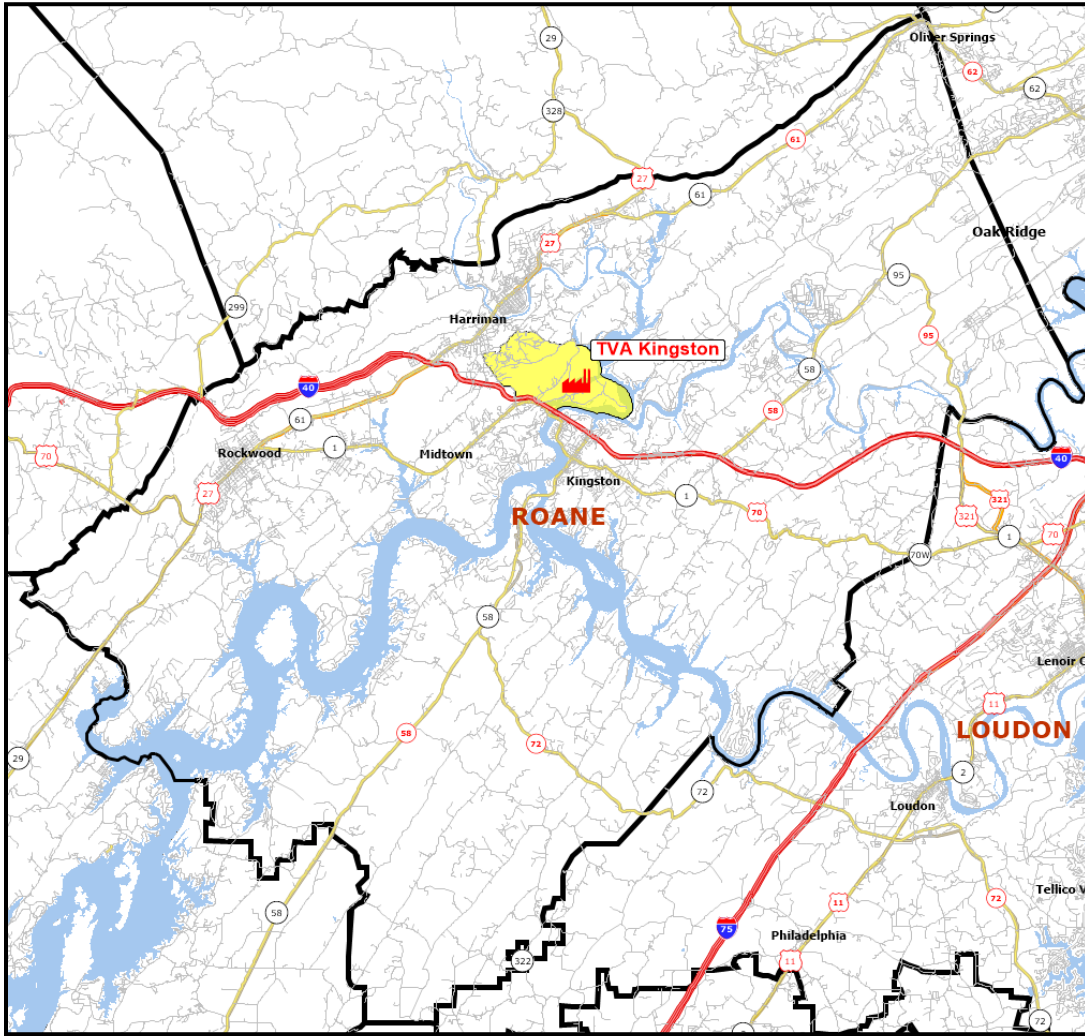 29
Oliver Springs
62
62
328
61
27
61
Oak Ridge
27
95
299
Harriman
95
TVA Kingston
58
40
58
61
1
Rockwood
Midtown
70
40
27
Kingston
1
70
321
321
ROANE
1
70
70W
58
Lenoir C
11
58
LOUDON
72
29
2
72
Loudon
Tellico V
11
72
58
75
Philadelphia
322
11
72